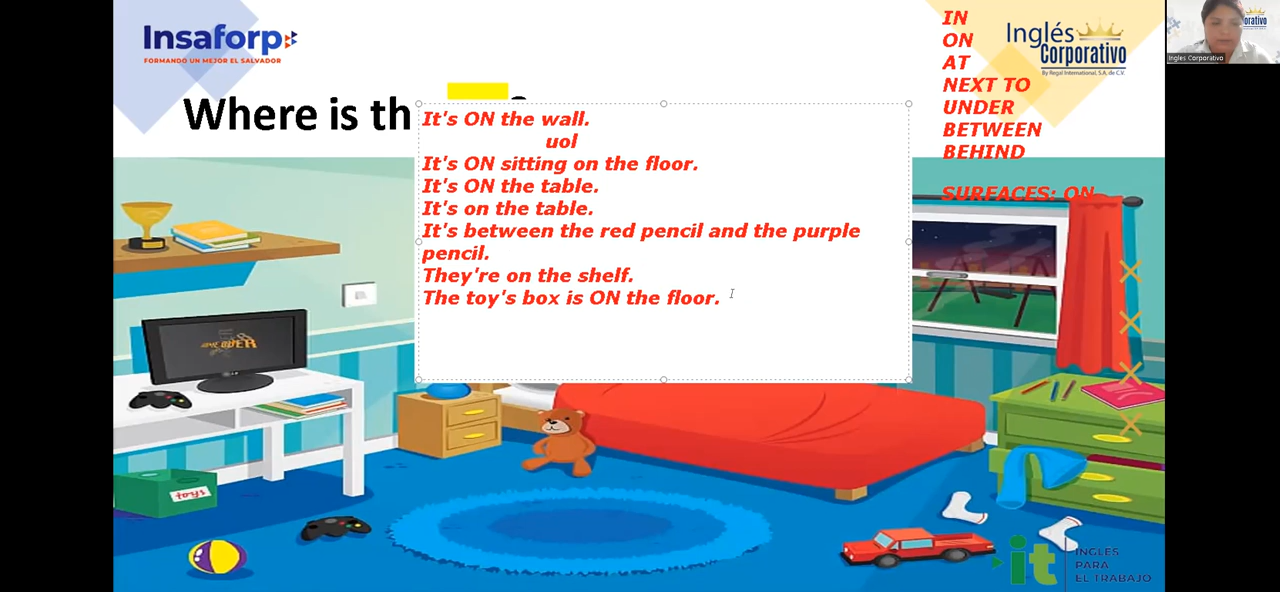 Insaforp
FORMANDO UN MEJOR EL SALVADOR
Inglés
Corporativo
By Regal International, S.A. de C.V.
IN
ON
AT
NEXT TO
UNDER
BETWEEN
BEHIND
SURFACES: ON
Where is th
It's ON the wall.
uol
It's ON sitting on the floor.
It's ON the table.
It's on the table.
It's between the red pencil and the purple
pencil.
They're on the shelf.
The toy's box is ON the floor.
toys
it
INGLES
PARA
EL TRABAJO
Ingles Corporativo